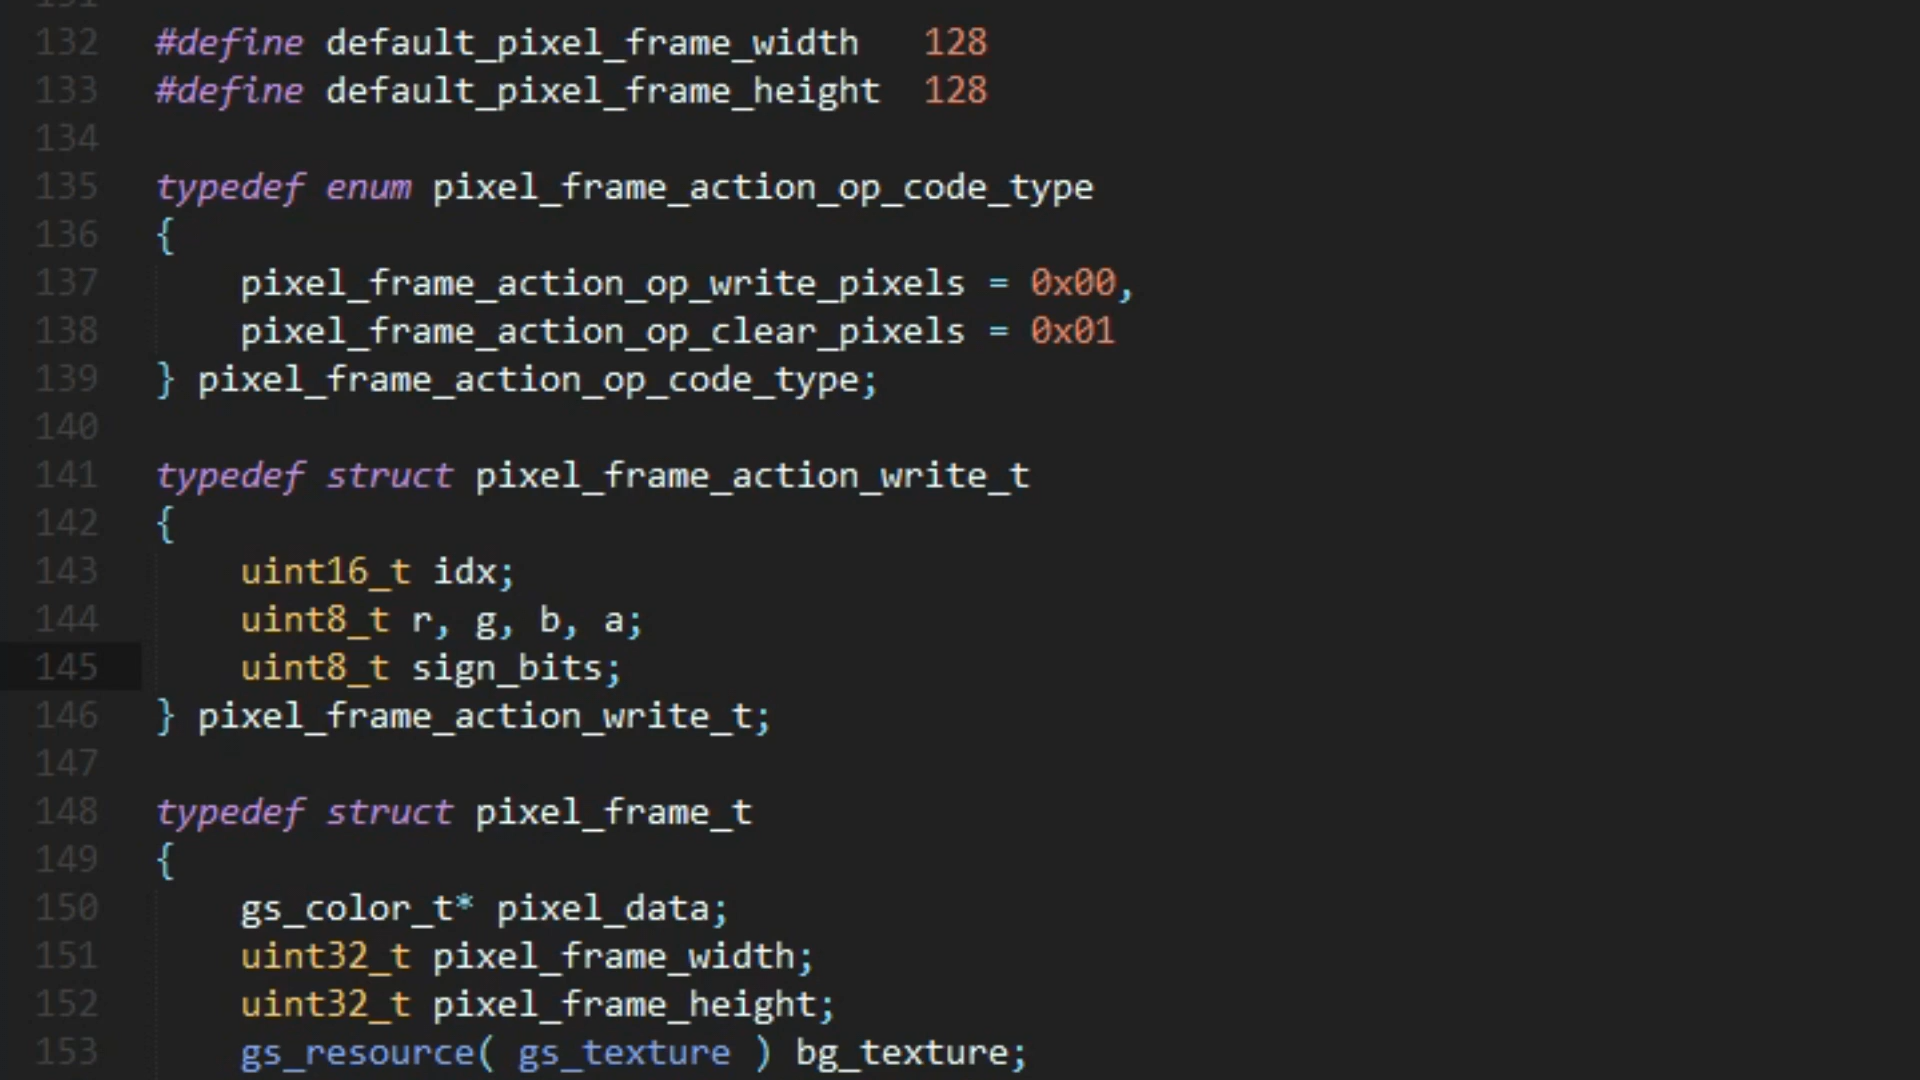 132 #define default_pixel_frame_width 128
133 #define default_pixel_frame_height 128
134
135 typedef enum pixel_frame_action_op_code_type
136 {
137 pixel_frame_action_op_write_pixels = 0x00,
138 pixel_frame_action_op_clear_pixels = 0x01
139 } pixel_frame_action_op_code_type;
140
141 typedef struct pixel_frame_action_write_t
142 {
143 uint16_t idx;
144 uint8_t r, g, b, a;
145 uint8_t sign_bits;
146 } pixel_frame_action_write_t;
147
148 typedef struct pixel_frame_t
149 {
150 gs_color_t* pixel_data;
151 uint32_t pixel_frame_width;
152 uint32_t pixel_frame_height;
153 gs_resource( gs_texture ) bg_texture;